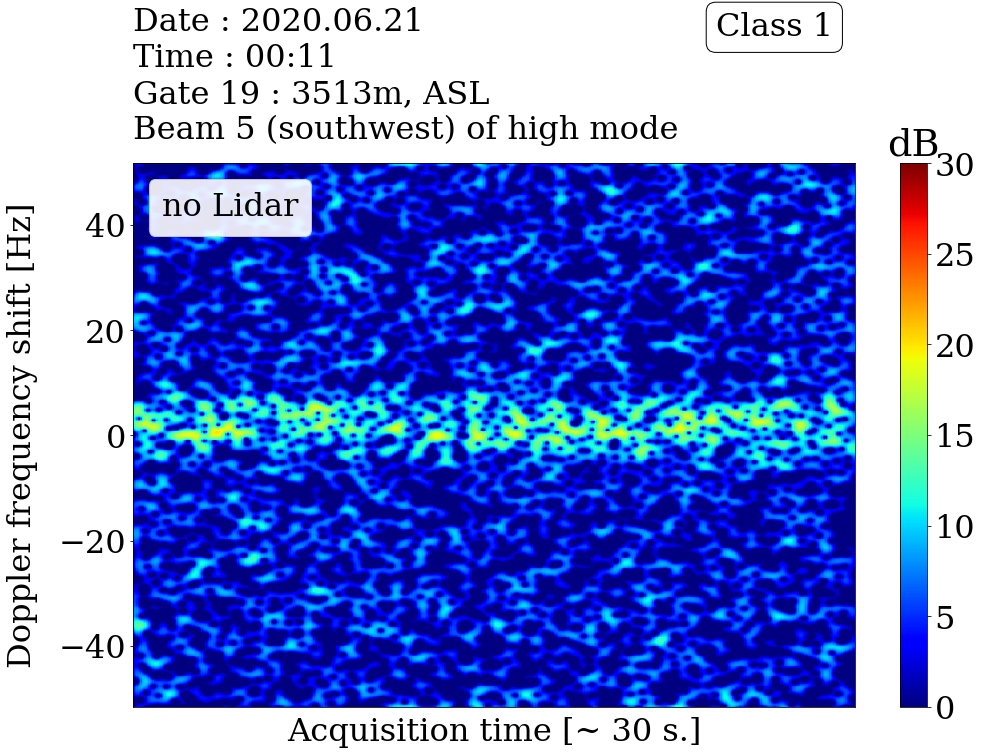 Date : 2020.06.21
Time : 00:11
Gate 19 : 3513m, ASL
Beam 5 (southwest) of high mode
Class 1
no Lidar
Doppler frequency shift [Hz]
40
20
0
−20
−40
Acquisition time [~ 30 s.]
dB
30
25
20
15
10
5
0